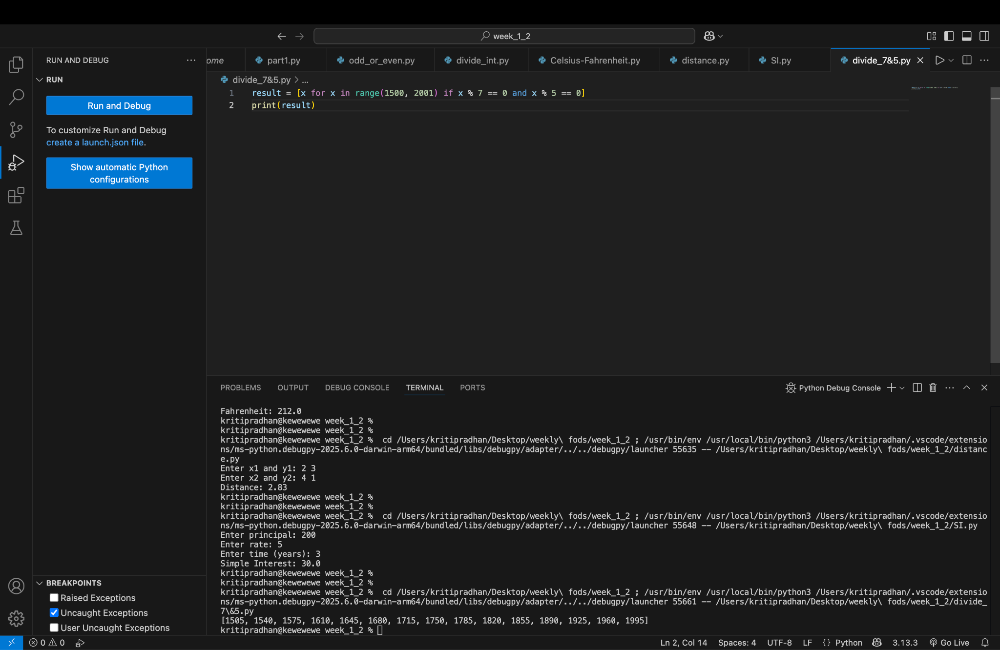 week_1_2
RUN AND DEBUG
RUN
Run and Debug
To customize Run and Debug
create a launch.json file.
Show automatic Python
configurations
BREAKPOINTS
Raised Exceptions
Uncaught Exceptions
User Uncaught Exceptions
ome part1.py odd_or_even.py divide_int.py Celsius-Fahrenheit.py distance.py SI.py divide_7&5.py
divide_7&5.py > ...
1 result = [x for x in range(1500, 2001) if x % 7 == 0 and x % 5 == 0]
2 print(result)
PROBLEMS OUTPUT DEBUG CONSOLE TERMINAL PORTS Python Debug Console
Fahrenheit: 212.0
kritipradhan@kewewewe week_1_2 %
kritipradhan@kewewewe week_1_2 %
kritipradhan@kewewewe week_1_2 %  cd /Users/kritipradhan/Desktop/weekly\ fods/week_1_2 ; /usr/bin/env /usr/local/bin/python3 /Users/kritipradhan/.vscode/extensio
ns/ms-python.debugpy-2025.6.0-darwin-arm64/bundled/libs/debugpy/adapter/../../debugpy/launcher 55635 -- /Users/kritipradhan/Desktop/weekly\ fods/week_1_2/distanc
e.py
Enter x1 and y1: 2 3
Enter x2 and y2: 4 1
Distance: 2.83
kritipradhan@kewewewe week_1_2 %
kritipradhan@kewewewe week_1_2 %
kritipradhan@kewewewe week_1_2 %  cd /Users/kritipradhan/Desktop/weekly\ fods/week_1_2 ; /usr/bin/env /usr/local/bin/python3 /Users/kritipradhan/.vscode/extensio
ns/ms-python.debugpy-2025.6.0-darwin-arm64/bundled/libs/debugpy/adapter/../../debugpy/launcher 55648 -- /Users/kritipradhan/Desktop/weekly\ fods/week_1_2/SI.py
Enter principal: 200
Enter rate: 5
Enter time (years): 3
Simple Interest: 30.0
kritipradhan@kewewewe week_1_2 %
kritipradhan@kewewewe week_1_2 %
kritipradhan@kewewewe week_1_2 %  cd /Users/kritipradhan/Desktop/weekly\ fods/week_1_2 ; /usr/bin/env /usr/local/bin/python3 /Users/kritipradhan/.vscode/extensio
ns/ms-python.debugpy-2025.6.0-darwin-arm64/bundled/libs/debugpy/adapter/../../debugpy/launcher 55661 -- /Users/kritipradhan/Desktop/weekly\ fods/week_1_2/divide_
7\&5.py
[1505, 1540, 1575, 1610, 1645, 1680, 1715, 1750, 1785, 1820, 1855, 1890, 1925, 1960, 1995]
kritipradhan@kewewewe week_1_2 %
0 0 Ln 2, Col 14 Spaces: 4 UTF-8 LF {} Python 3.13.3 Go Live